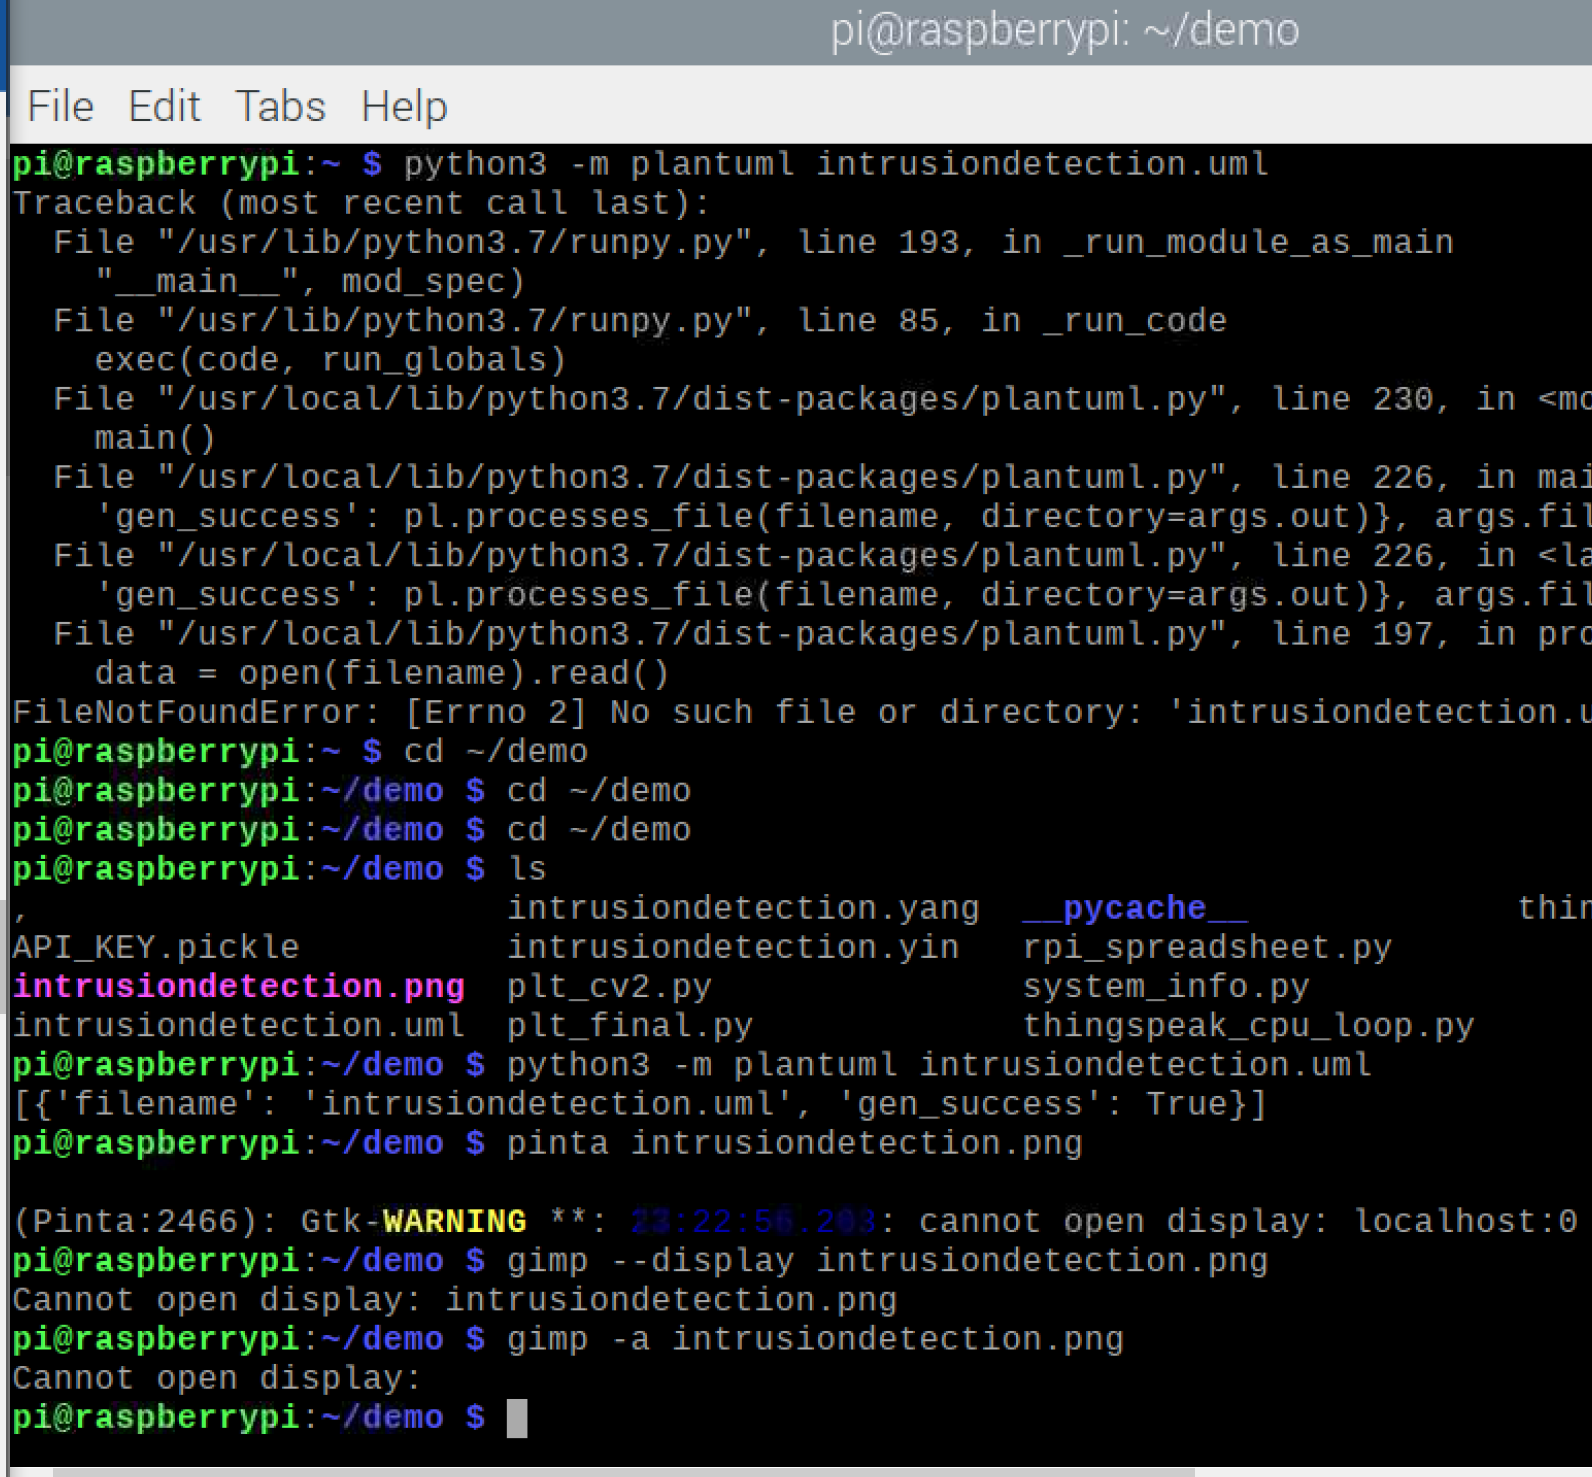 pi@raspberrypi: ~/demo
File Edit Tabs Help
pi@raspberrypi:~ $ python3 -m plantuml intrusiondetection.uml
Traceback (most recent call last):
  File "/usr/lib/python3.7/runpy.py", line 193, in _run_module_as_main
    "__main__", mod_spec)
  File "/usr/lib/python3.7/runpy.py", line 85, in _run_code
    exec(code, run_globals)
  File "/usr/local/lib/python3.7/dist-packages/plantuml.py", line 230, in <mo
    main()
  File "/usr/local/lib/python3.7/dist-packages/plantuml.py", line 226, in mai
    'gen_success': pl.processes_file(filename, directory=args.out)}, args.fil
  File "/usr/local/lib/python3.7/dist-packages/plantuml.py", line 226, in <la
    'gen_success': pl.processes_file(filename, directory=args.out)}, args.fil
  File "/usr/local/lib/python3.7/dist-packages/plantuml.py", line 197, in pro
    data = open(filename).read()
FileNotFoundError: [Errno 2] No such file or directory: 'intrusiondetection.u
pi@raspberrypi:~ $ cd ~/demo
pi@raspberrypi:~/demo $ cd ~/demo
pi@raspberrypi:~/demo $ cd ~/demo
pi@raspberrypi:~/demo $ ls
, intrusiondetection.yang __pycache__ thin
API_KEY.pickle intrusiondetection.yin rpi_spreadsheet.py
intrusiondetection.png plt_cv2.py system_info.py
intrusiondetection.uml plt_final.py thingspeak_cpu_loop.py
pi@raspberrypi:~/demo $ python3 -m plantuml intrusiondetection.uml
[{'filename': 'intrusiondetection.uml', 'gen_success': True}]
pi@raspberrypi:~/demo $ pinta intrusiondetection.png
(Pinta:2466): Gtk-WARNING **: : cannot open display: localhost:0
pi@raspberrypi:~/demo $ gimp --display intrusiondetection.png
Cannot open display: intrusiondetection.png
pi@raspberrypi:~/demo $ gimp -a intrusiondetection.png
Cannot open display:
pi@raspberrypi:~/demo $